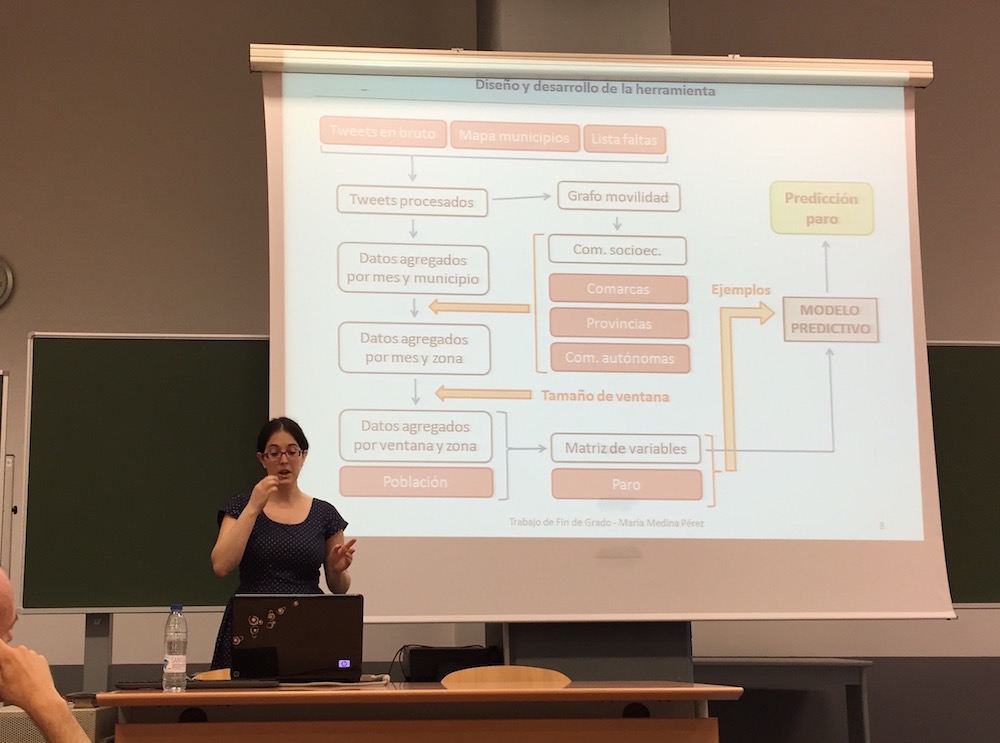 Diseño y desarrollo de la herramienta
Tweets en bruto
Mapa municipios
Lista faltas
Tweets procesados
Grafo movilidad
Predicción
paro
Datos agregados
por mes y municipio
Com. socioec.
Comarcas
Ejemplos
Provincias
MODELO
PREDICTIVO
Datos agregados
por mes y zona
Com. autónomas
Tamaño de ventana
Datos agregados
por ventana y zona
Matriz de variables
Población
Paro
Trabajo de Fin de Grado - Maria Medina Pérez
8
hp